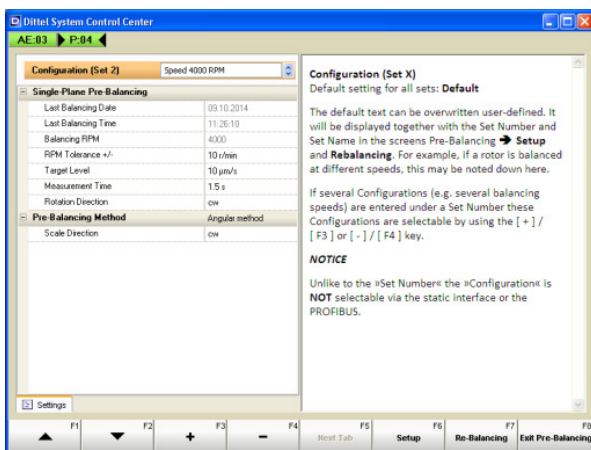 Dittel System Control Center
AE:03 P:04
Configuration (Set 2) Speed 4000 RPM
Single-Plane Pre-Balancing
Last Balancing Date 09.10.2014
Last Balancing Time 11:26:10
Balancing RPM 4000
RPM Tolerance +/- 10 r/min
Target Level 10 µm/s
Measurement Time 1.5 s
Rotation Direction cw
Pre-Balancing Method Angular method
Scale Direction cw
Settings
Configuration (Set X)
Default setting for all sets: Default
The default text can be overwritten user-defined. It
will be displayed together with the Set Number and
Set Name in the screens Pre-Balancing ➔ Setup
and Rebalancing. For example, if a rotor is balanced
at different speeds, this may be noted down here.
If several Configurations (e.g. several balancing
speeds) are entered under a Set Number these
Configurations are selectable by using the [ + ] /
[ F3 ] or [ - ] / [ F4 ] key.
NOTICE
Unlike to the »Set Number« the »Configuration« is
NOT selectable via the static interface or the
PROFIBUS.
F1 F2 F3 F4 F5 F6 F7 F8
+ - Next Tab Setup Re-Balancing Exit Pre-Balancing